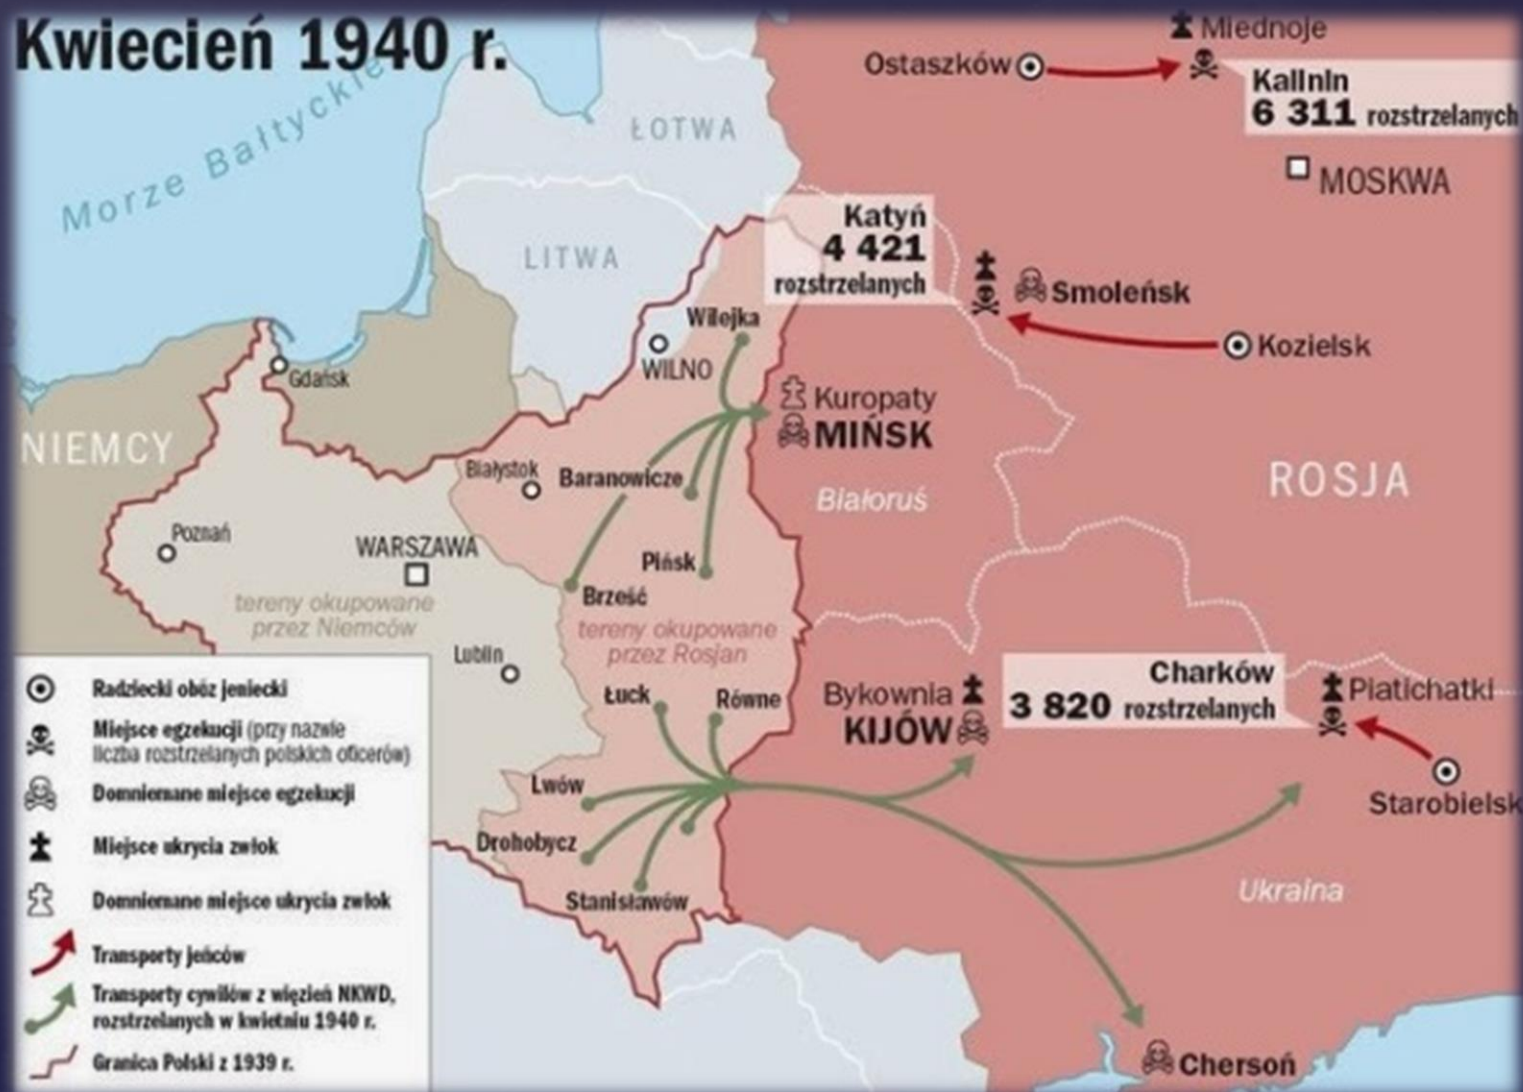 Kwiecień 1940 r.
Morze Bałtyckie
ŁOTWA
LITWA
Ostaszków
Miednoje
Kalinin
6 311 rozstrzelanych
MOSKWA
Katyń
4 421
rozstrzelanych
Smoleńsk
Kozielsk
Wilejka
WILNO
Gdańsk
NIEMCY
Kuropaty
MIŃSK
Białystok
Baranowicze
Białoruś
ROSJA
Poznań
WARSZAWA
Pińsk
Brześć
tereny okupowane
przez Niemców
tereny okupowane
przez Rosjan
Lublin
Łuck
Równe
Bykownia
KIJÓW
Charków
3 820 rozstrzelanych
Piatichatki
Starobielsk
Lwów
Drohobycz
Stanisławów
Ukraina
Chersoń
Radziecki obóz jeniecki
Miejsce egzekucji (przy nazwie
liczba rozstrzelanych polskich oficerów)
Domniemane miejsce egzekucji
Miejsce ukrycia zwłok
Domniemane miejsce ukrycia zwłok
Transporty jeńców
Transporty cywilów z więzień NKWD,
rozstrzelanych w kwietniu 1940 r.
Granica Polski z 1939 r.